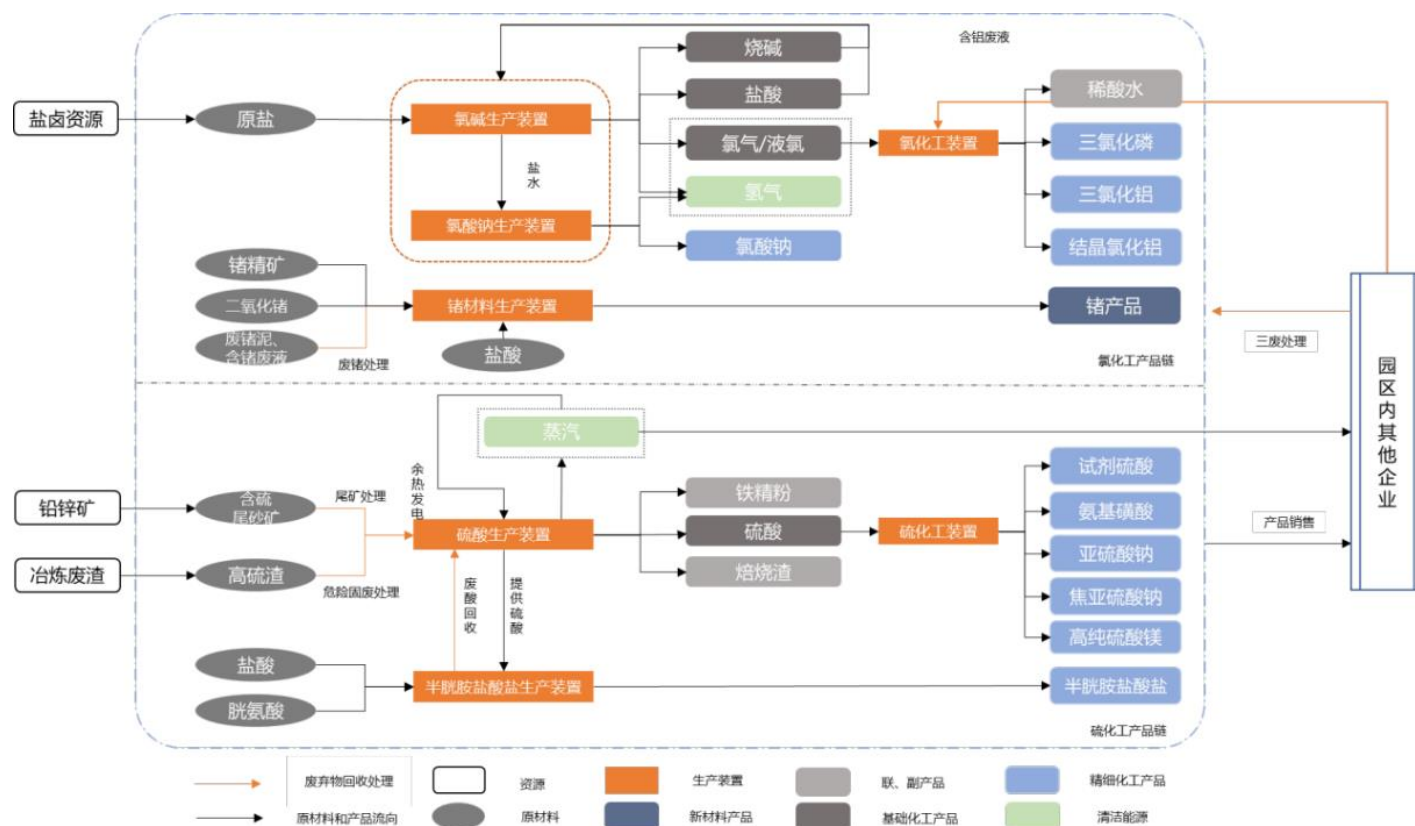 含铝废液
烧碱
盐酸
稀酸水
盐卤资源
原盐
氯碱生产装置
氯气/液氯
氯化工装置
三氯化磷
盐
水
氢气
三氯化铝
氯酸钠生产装置
氯酸钠
结晶氯化铝
锗精矿
二氧化锗
锗材料生产装置
锗产品
废锗泥、
含锗废液
废锗处理
盐酸
三废处理
氯化工产品链
园区内其他企业
蒸汽
余热发电
试剂硫酸
铅锌矿
含硫
尾砂矿
尾矿处理
铁精粉
氨基磺酸
硫酸生产装置
硫酸
硫化工装置
产品销售
亚硫酸钠
冶炼废渣
高硫渣
危险固废处理
焙烧渣
废酸回收
提供硫酸
焦亚硫酸钠
高纯硫酸镁
盐酸
胱氨酸
半胱胺盐酸盐生产装置
半胱胺盐酸盐
硫化工产品链
废弃物回收处理
资源
生产装置
联、副产品
精细化工产品
原材料和产品流向
原材料
新材料产品
基础化工产品
清洁能源